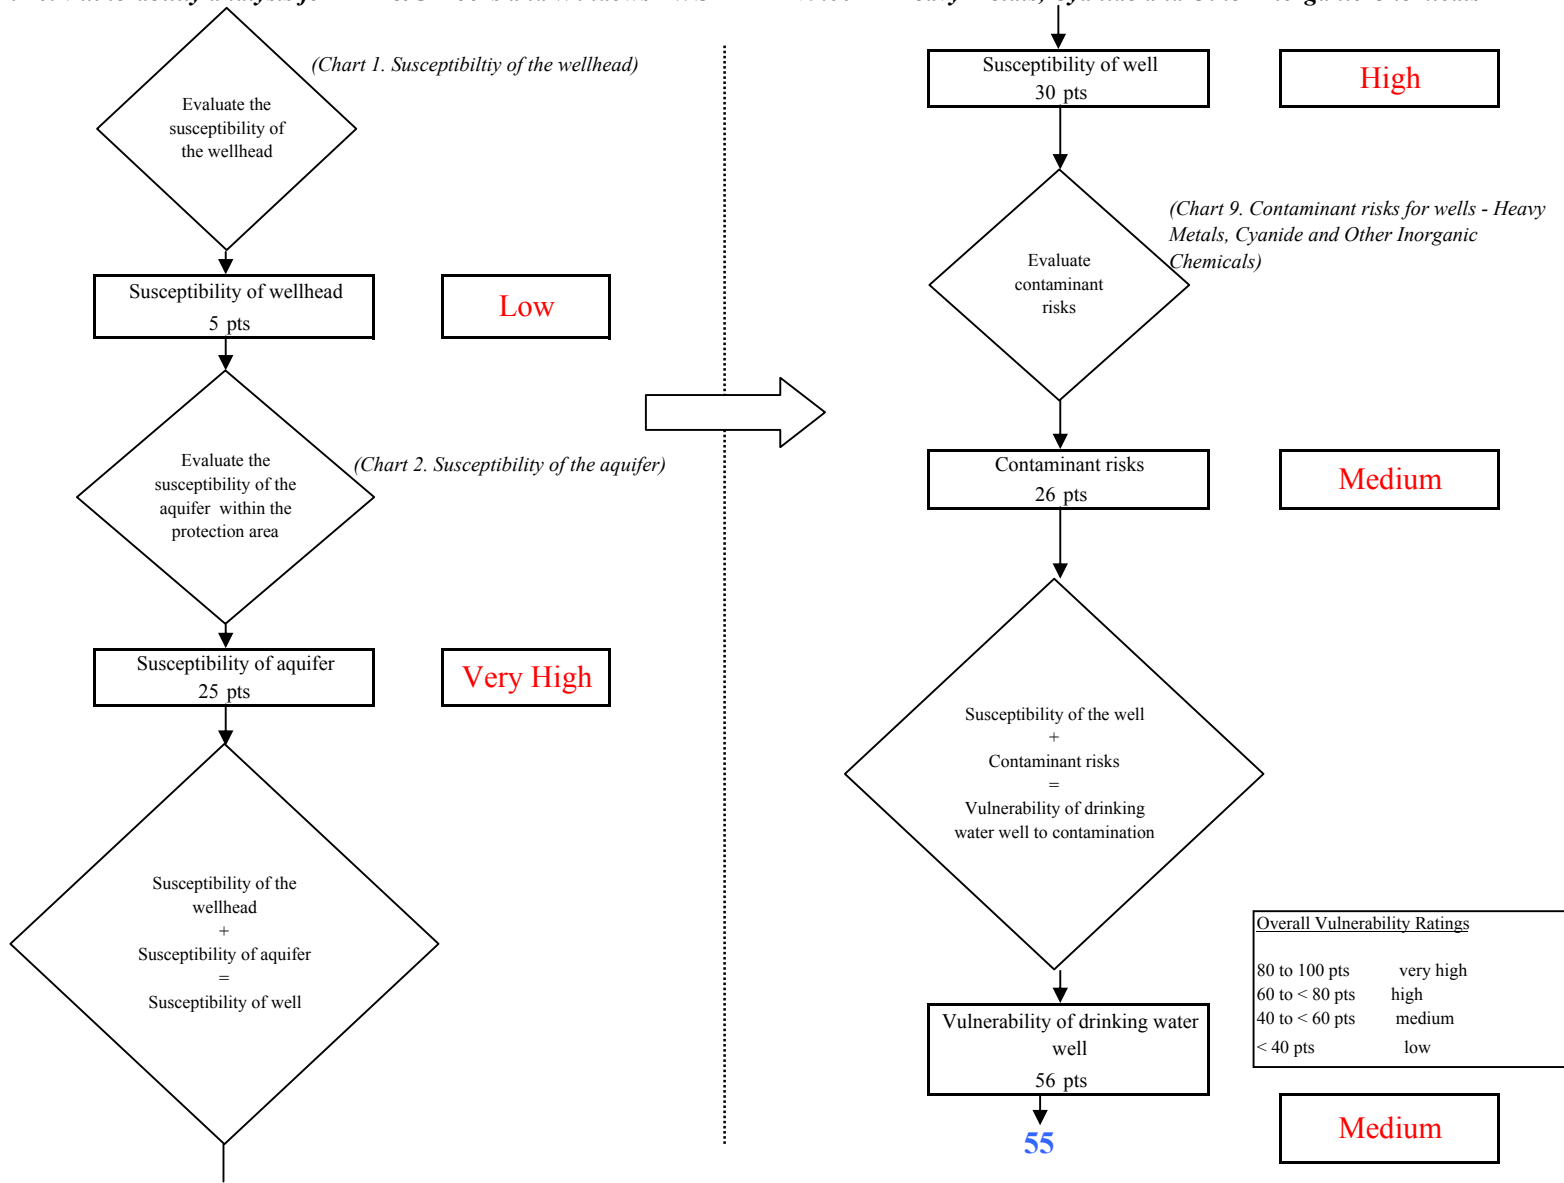 (Chart 1. Susceptibiltiy of the wellhead)
Evaluate the
susceptibility of
the wellhead
Susceptibility of wellhead
5 pts
Low
Evaluate the
susceptibility of the
aquifer within the
protection area
(Chart 2. Susceptibility of the aquifer)
Susceptibility of aquifer
25 pts
Very High
Susceptibility of the
wellhead
+
Susceptibility of aquifer
=
Susceptibility of well
Susceptibility of well
30 pts
High
(Chart 9. Contaminant risks for wells - Heavy
Metals, Cyanide and Other Inorganic
Chemicals)
Evaluate
contaminant
risks
Contaminant risks
26 pts
Medium
Susceptibility of the well
+
Contaminant risks
=
Vulnerability of drinking
water well to contamination
Overall Vulnerability Ratings
80 to 100 pts very high
60 to < 80 pts high
40 to < 60 pts medium
< 40 pts low
Vulnerability of drinking water
well
56 pts
55
Medium